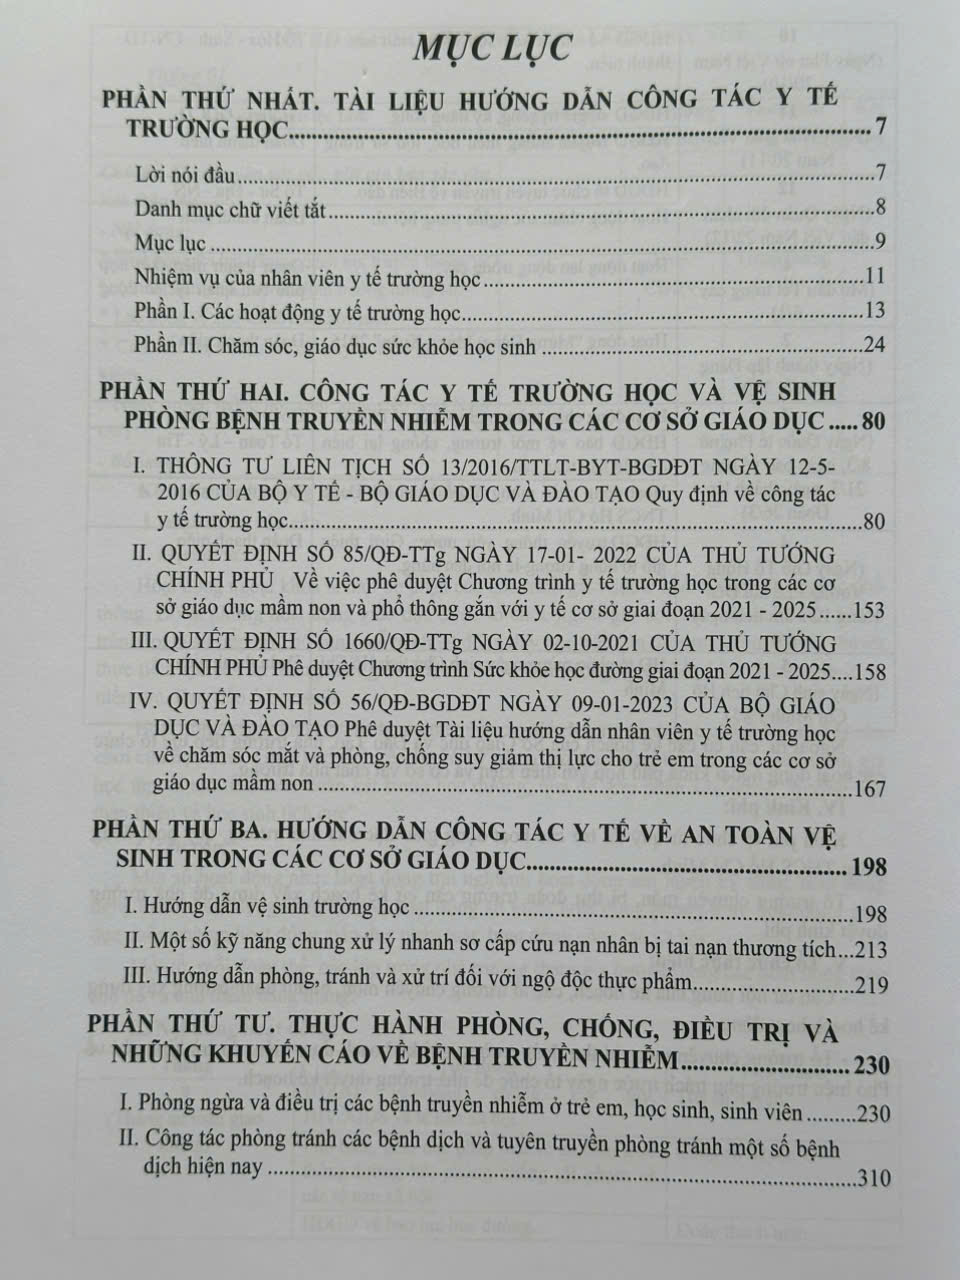 MỤC LỤC
PHẦN THỨ NHẤT. TÀI LIỆU HƯỚNG DẪN CÔNG TÁC Y TẾ
TRƯỜNG HỌC.......................................................................................... 7
Lời nói đầu..........................................................................................7
Danh mục chữ viết tắt..........................................................................8
Mục lục ..............................................................................................9
Nhiệm vụ của nhân viên y tế trường học..............................................11
Phần I. Các hoạt động y tế trường học.................................................13
Phần II. Chăm sóc, giáo dục sức khỏe học sinh ...................................24
PHẦN THỨ HAI. CÔNG TÁC Y TẾ TRƯỜNG HỌC VÀ VỆ SINH
PHÒNG BỆNH TRUYỀN NHIỄM TRONG CÁC CƠ SỞ GIÁO DỤC ..... 80
I. THÔNG TƯ LIÊN TỊCH SỐ 13/2016/TTLT-BYT-BGDĐT NGÀY 12-5-
2016 CỦA BỘ Y TẾ - BỘ GIÁO DỤC VÀ ĐÀO TẠO Quy định về công tác
y tế trường học....................................................................................80
II. QUYẾT ĐỊNH SỐ 85/QĐ-TTg NGÀY 17-01- 2022 CỦA THỦ TƯỚNG
CHÍNH PHỦ Về việc phê duyệt Chương trình y tế trường học trong các cơ
sở giáo dục mầm non và phổ thông gắn với y tế cơ sở giai đoạn 2021 - 2025......153
III. QUYẾT ĐỊNH SỐ 1660/QĐ-TTg NGÀY 02-10-2021 CỦA THỦ TƯỚNG
CHÍNH PHỦ Phê duyệt Chương trình Sức khỏe học đường giai đoạn 2021 - 2025....158
IV. QUYẾT ĐỊNH SỐ 56/QĐ-BGDĐT NGÀY 09-01-2023 CỦA BỘ GIÁO
DỤC VÀ ĐÀO TẠO Phê duyệt Tài liệu hướng dẫn nhân viên y tế trường học
về chăm sóc mắt và phòng, chống suy giảm thị lực cho trẻ em trong các cơ sở
giáo dục mầm non ..............................................................................167
PHẦN THỨ BA. HƯỚNG DẪN CÔNG TÁC Y TẾ VỀ AN TOÀN VỆ
SINH TRONG CÁC CƠ SỞ GIÁO DỤC.................................................. 198
I. Hướng dẫn vệ sinh trường học .........................................................198
II. Một số kỹ năng chung xử lý nhanh sơ cấp cứu nạn nhân bị tai nạn thương tích...213
III. Hướng dẫn phòng, tránh và xử trí đối với ngộ độc thực phẩm..............219
PHẦN THỨ TƯ. THỰC HÀNH PHÒNG, CHỐNG, ĐIỀU TRỊ VÀ
NHỮNG KHUYẾN CÁO VỀ BỆNH TRUYỀN NHIỄM.......................... 230
I. Phòng ngừa và điều trị các bệnh truyền nhiễm ở trẻ em, học sinh, sinh viên .........230
II. Công tác phòng tránh các bệnh dịch và tuyên truyền phòng tránh một số bệnh
dịch hiện nay .....................................................................................310